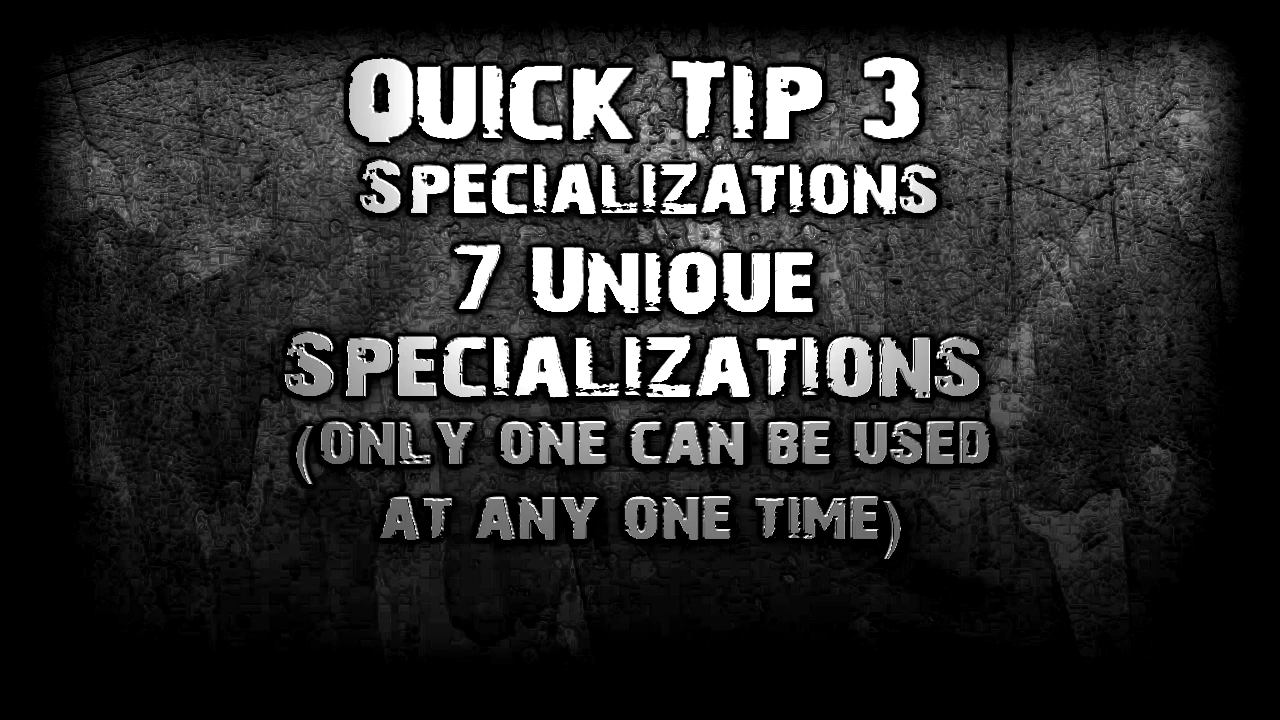 Quick Tip 3
Specializations
7 Unique
Specializations
(only one can be used
at any one time)